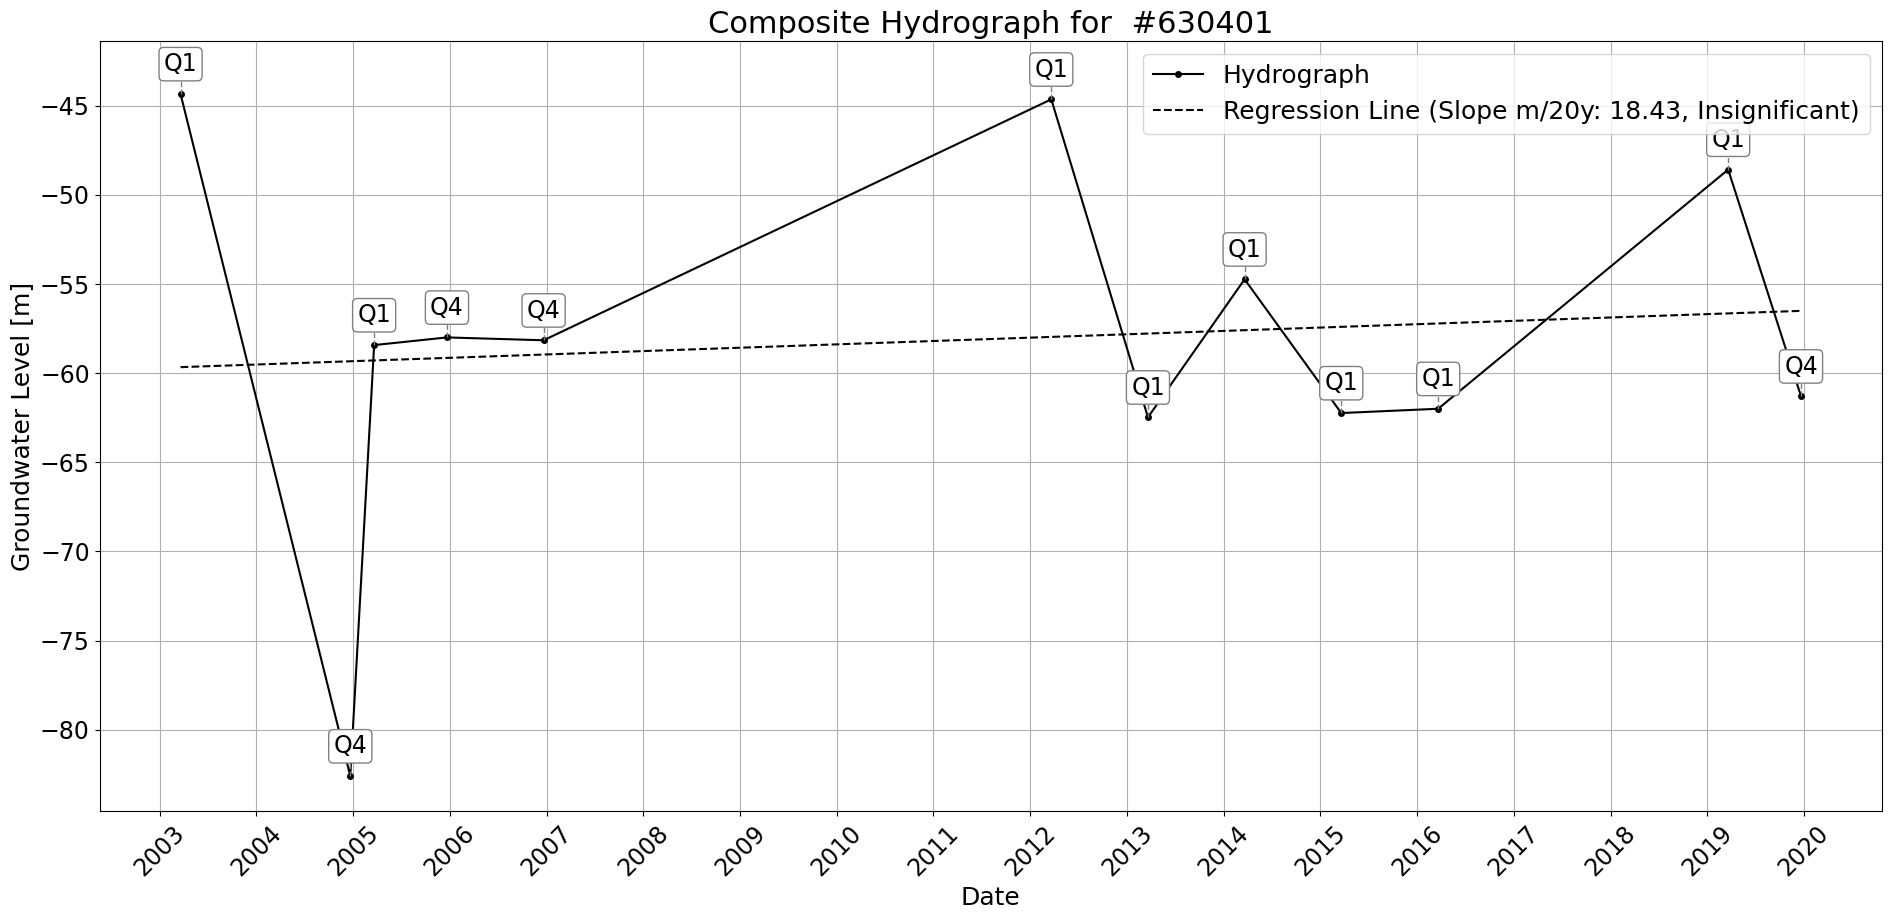 Composite Hydrograph for  #630401
Hydrograph
Regression Line (Slope m/20y: 18.43, Insignificant)
Q1
Q4
Q1
Q4
Q4
Q1
Q1
Q1
Q1
Q1
Q1
Q4
Groundwater Level [m]
−45
−50
−55
−60
−65
−70
−75
−80
2003
2004
2005
2006
2007
2008
2009
2010
2011
2012
2013
2014
2015
2016
2017
2018
2019
2020
Date